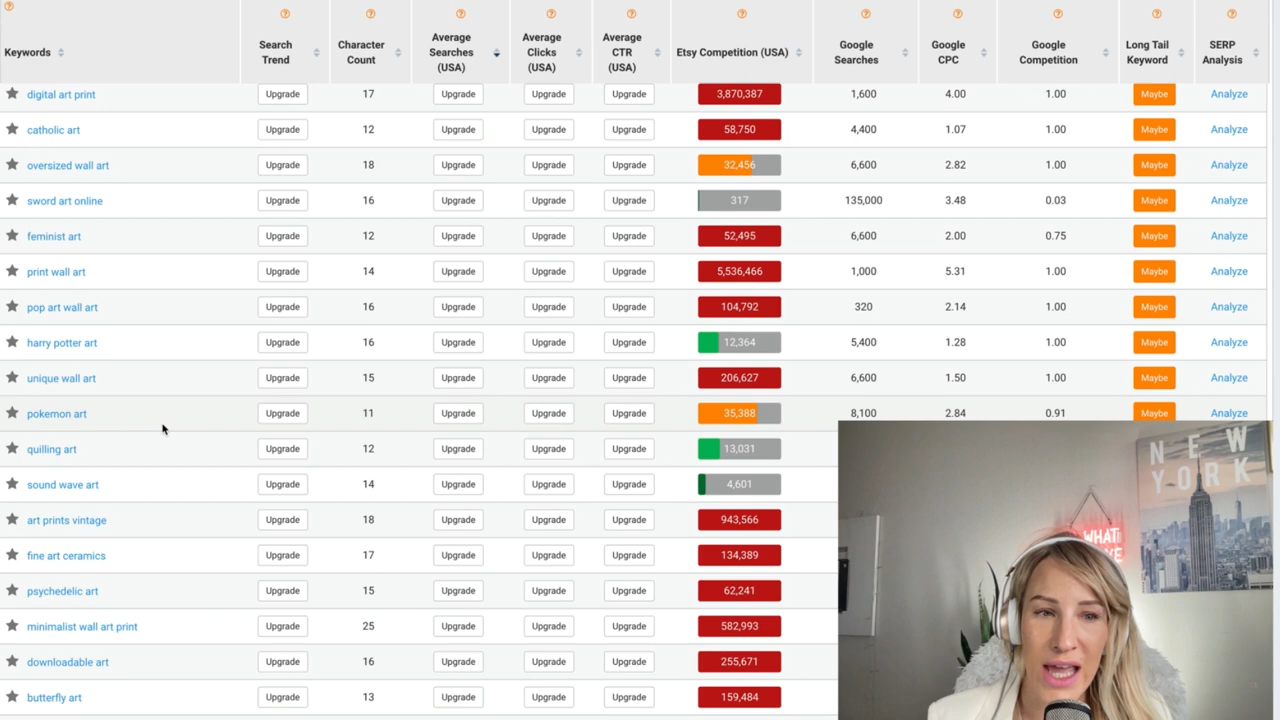 Keywords Search Trend Character Count Average Searches (USA) Average Clicks (USA) Average CTR (USA) Etsy Competition (USA) Google Searches Google CPC Google Competition Long Tail Keyword SERP Analysis
digital art print Upgrade 17 Upgrade Upgrade Upgrade 3,870,387 1,600 4.00 1.00 Maybe Analyze
catholic art Upgrade 12 Upgrade Upgrade Upgrade 58,750 4,400 1.07 1.00 Maybe Analyze
oversized wall art Upgrade 18 Upgrade Upgrade Upgrade 32,456 6,600 2.82 1.00 Maybe Analyze
sword art online Upgrade 16 Upgrade Upgrade Upgrade 317 135,000 3.48 0.03 Maybe Analyze
feminist art Upgrade 12 Upgrade Upgrade Upgrade 52,495 6,600 2.00 0.75 Maybe Analyze
print wall art Upgrade 14 Upgrade Upgrade Upgrade 5,536,466 1,000 5.31 1.00 Maybe Analyze
pop art wall art Upgrade 16 Upgrade Upgrade Upgrade 104,792 320 2.14 1.00 Maybe Analyze
harry potter art Upgrade 16 Upgrade Upgrade Upgrade 12,364 5,400 1.28 1.00 Maybe Analyze
unique wall art Upgrade 15 Upgrade Upgrade Upgrade 206,627 6,600 1.50 1.00 Maybe Analyze
pokemon art Upgrade 11 Upgrade Upgrade Upgrade 35,388 8,100 2.84 0.91 Maybe Analyze
quilling art Upgrade 12 Upgrade Upgrade Upgrade 13,031
sound wave art Upgrade 14 Upgrade Upgrade Upgrade 4,601
art prints vintage Upgrade 18 Upgrade Upgrade Upgrade 943,566
fine art ceramics Upgrade 17 Upgrade Upgrade Upgrade 134,389
psychedelic art Upgrade 15 Upgrade Upgrade Upgrade 62,241
minimalist wall art print Upgrade 25 Upgrade Upgrade Upgrade 582,993
downloadable art Upgrade 16 Upgrade Upgrade Upgrade 255,671
butterfly art Upgrade 13 Upgrade Upgrade Upgrade 159,484
NEW
YORK
WHAT